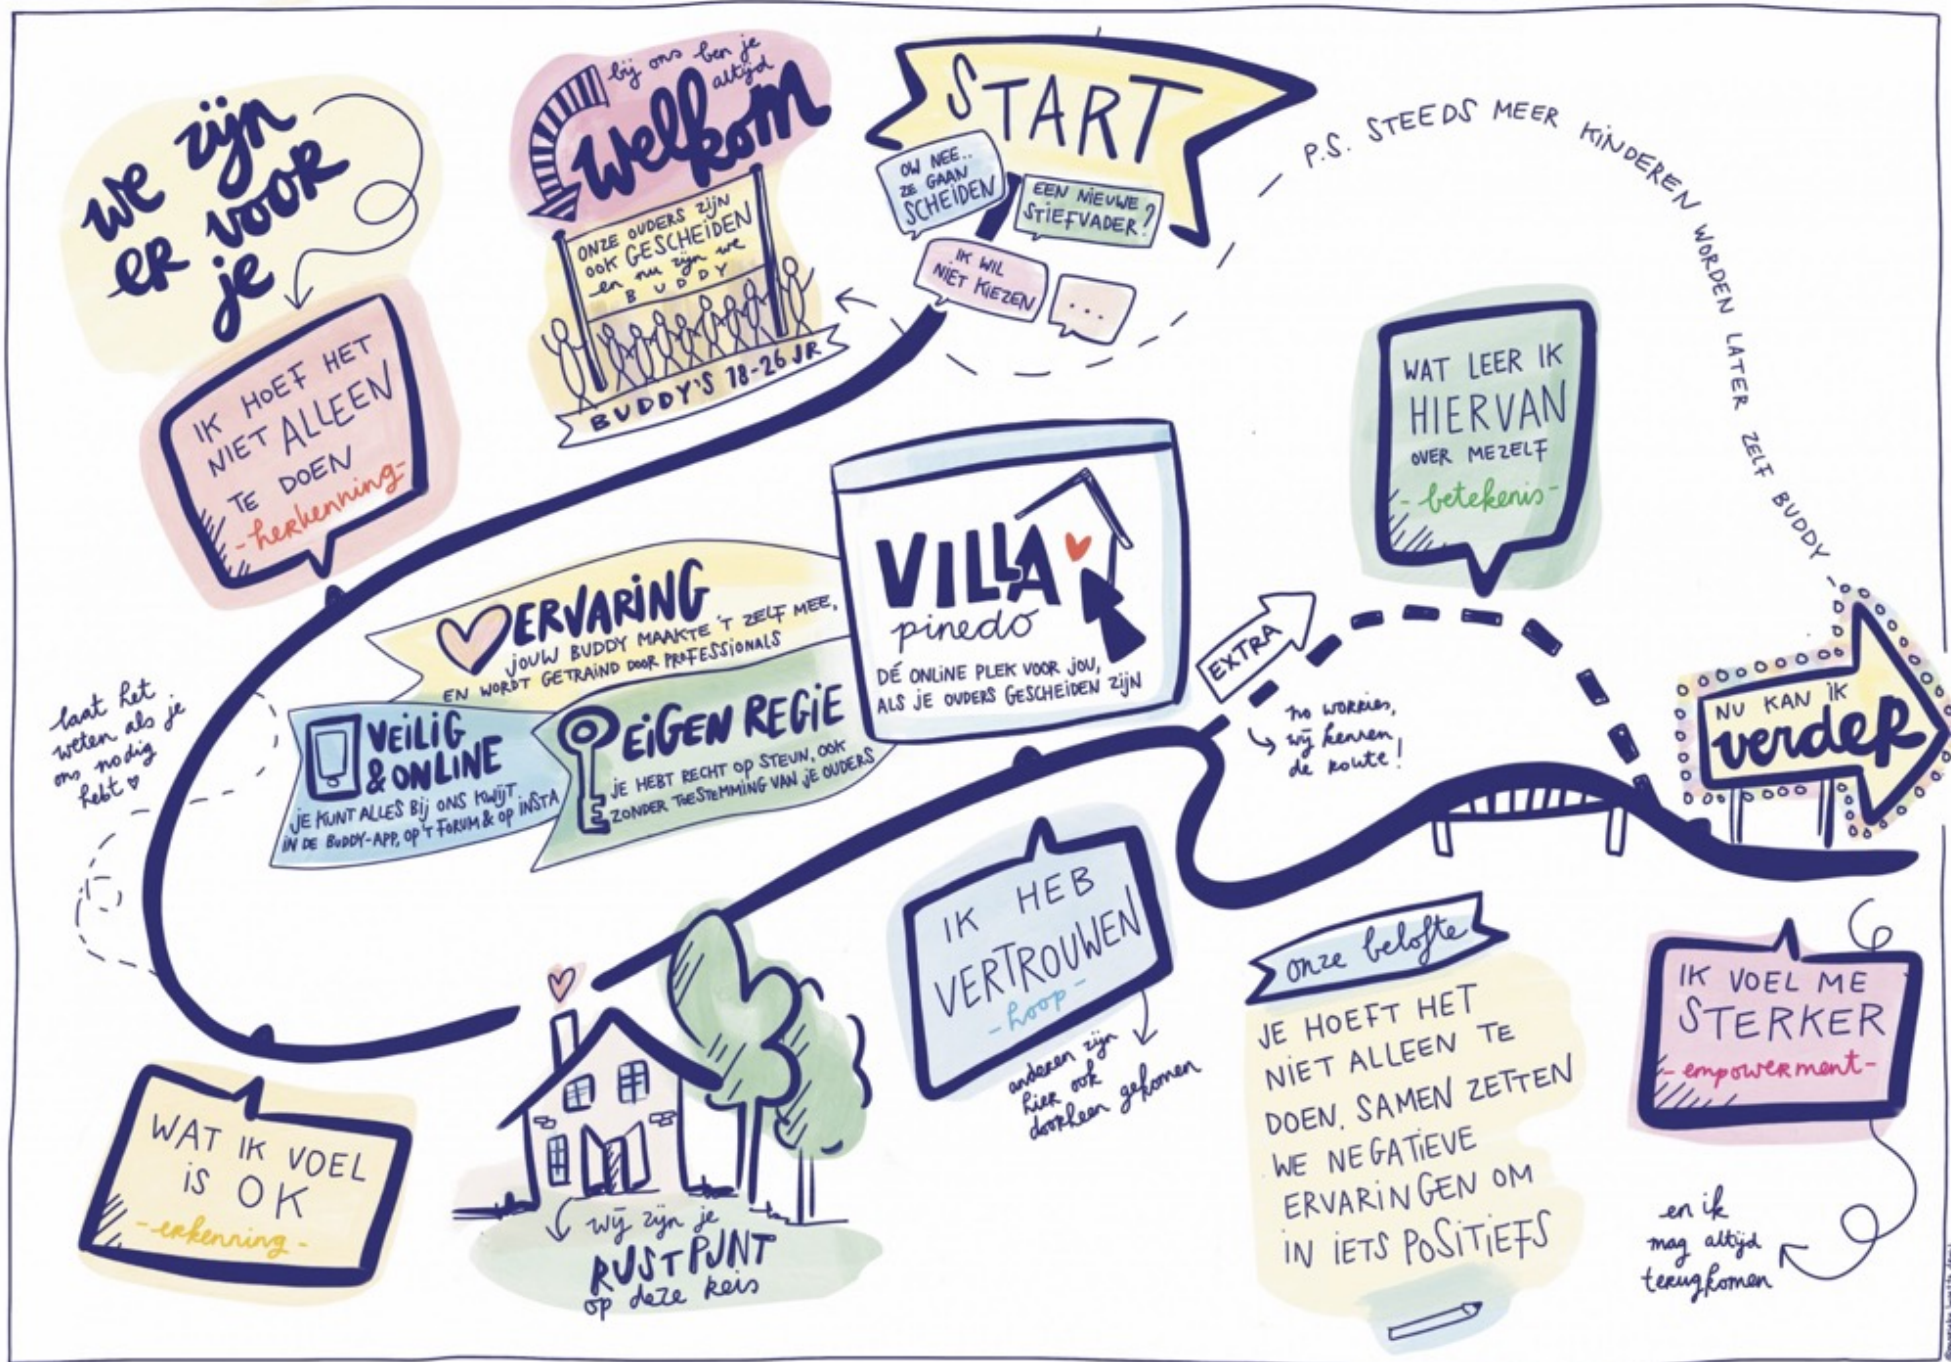 START
OW NEE..
ZE GAAN
SCHEIDEN
EEN NIEUWE
STIEFVADER?
IK WIL
NIET KIEZEN
...
bij ons ben je
altijd
welkom
ONZE OUDERS ZIJN
OOK GESCHEIDEN
en nu zijn we
BUDDY
BUDDY'S 18-26 JR
we zijn
er voor
je
IK HOEF HET
NIET ALLEEN
TE DOEN
-herkenning-
laat het
weten als je
ons nodig
hebt ♡
WAT IK VOEL
is OK
-erkenning-
wij zijn je
RUSTPUNT
op deze reis
ERVARING
JOUW BUDDY MAAKTE 'T ZELF MEE,
EN WORDT GETRAIND DOOR PROFESSIONALS
VEILIG
& ONLINE
JE KUNT ALLES BIJ ONS KWIJT
IN DE BUDDY-APP, OP 'T FORUM & OP INSTA
EIGEN REGIE
JE HEBT RECHT OP STEUN, OOK
ZONDER TOESTEMMING VAN JE OUDERS
VILLA
pinedo
DÉ ONLINE PLEK VOOR JOU,
ALS JE OUDERS GESCHEIDEN ZIJN
IK HEB
VERTROUWEN
-hoop-
anderen zijn
hier ook
doorheen gekomen
EXTRA
no worries,
wij kennen
de route!
WAT LEER IK
HIERVAN
OVER MEZELF
-betekenis-
NU KAN IK
verder
IK VOEL ME
STERKER
-empowerment-
en ik
mag altijd
terugkomen
onze belofte
JE HOEFT HET
NIET ALLEEN TE
DOEN. SAMEN ZETTEN
WE NEGATIEVE
ERVARINGEN OM
IN IETS POSITIEFS
P.S. STEEDS MEER KINDEREN WORDEN LATER ZELF BUDDY